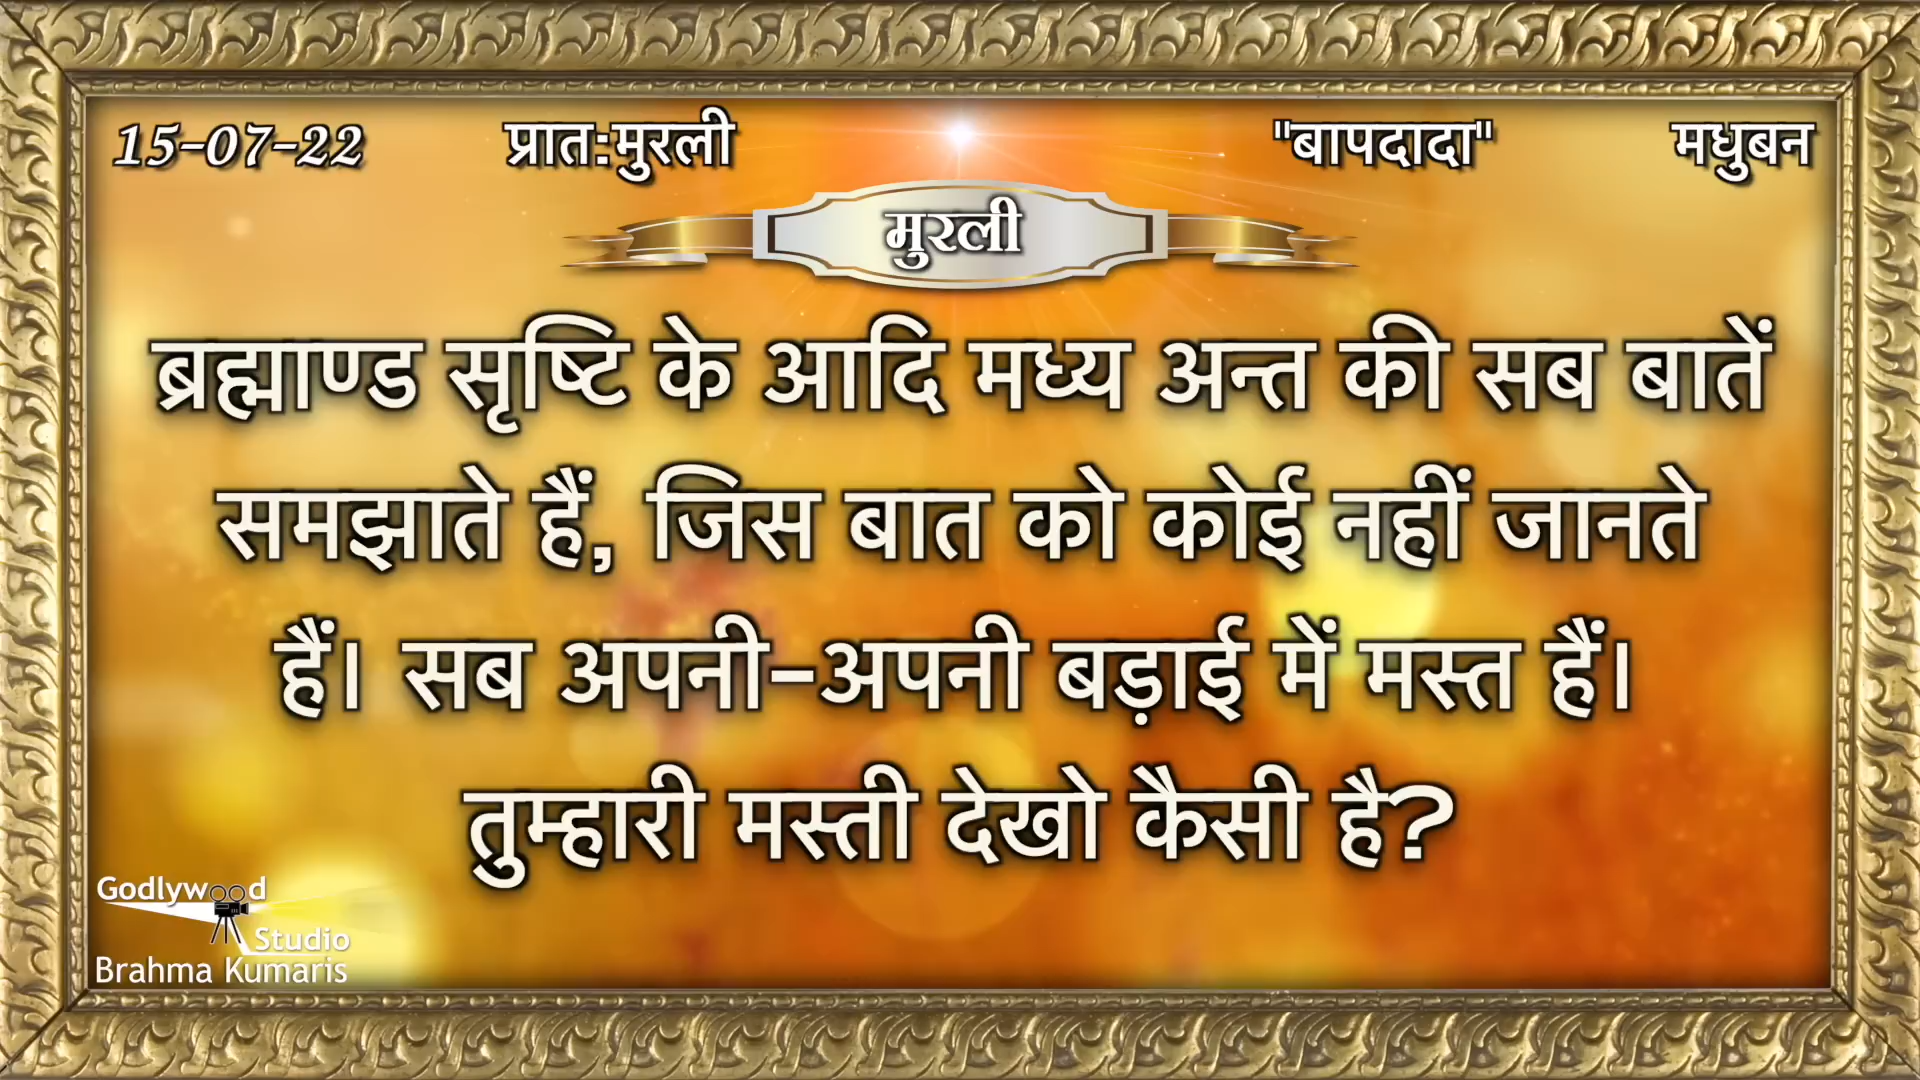 15-07-22 प्रात:मुरली "बापदादा" मधुबन
मुरली
ब्रह्माण्ड सृष्टि के आदि मध्य अन्त की सब बातें
समझाते हैं, जिस बात को कोई नहीं जानते
हैं। सब अपनी-अपनी बड़ाई में मस्त हैं।
तुम्हारी मस्ती देखो कैसी है?
Godlywood
Studio
Brahma Kumaris